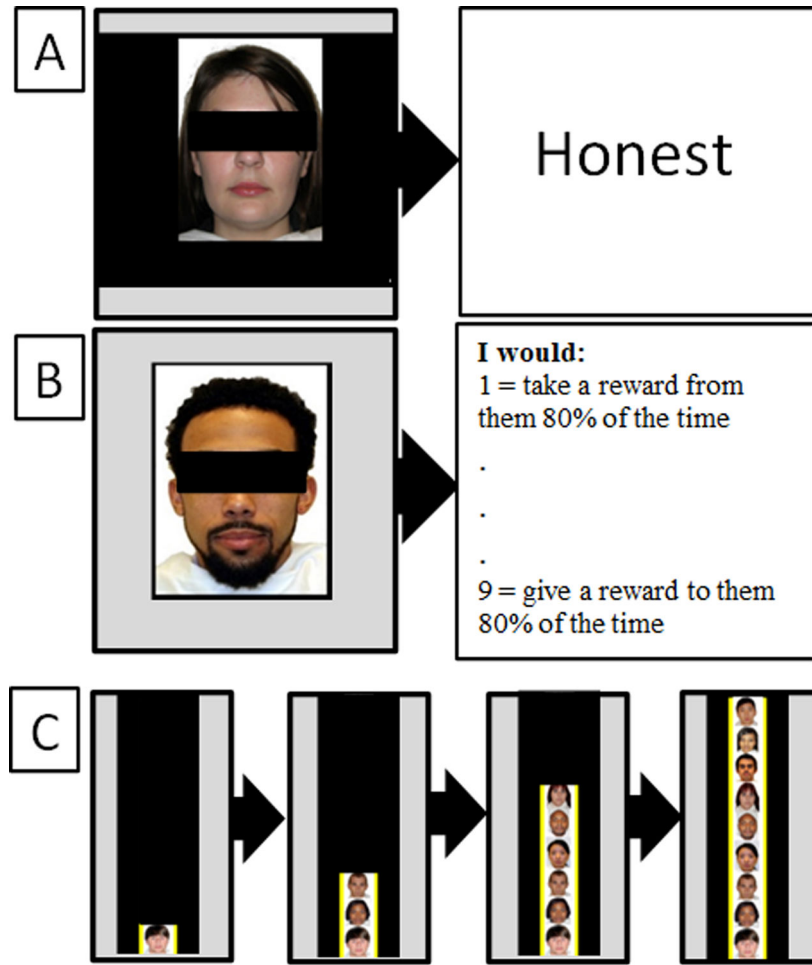 A
Honest
B
I would:
1 = take a reward from
them 80% of the time
.
.
.
9 = give a reward to them
80% of the time
C